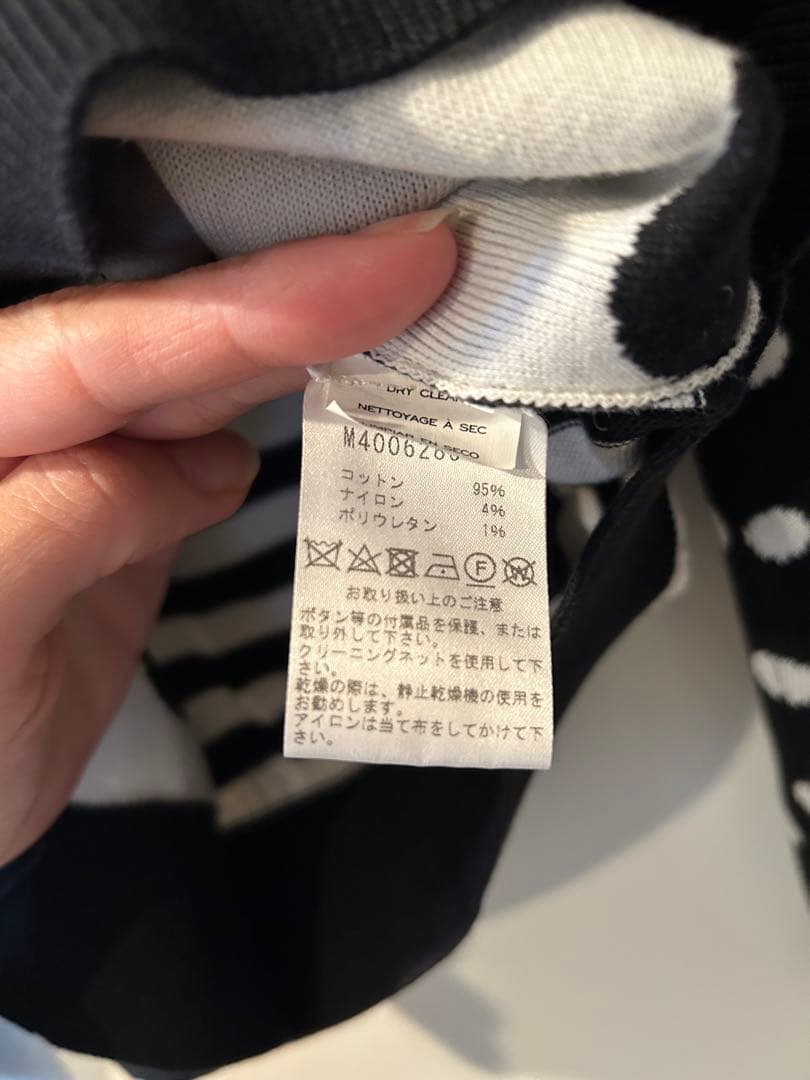 DRY CLEAN
NETTOYAGE À SEC
EN SECO
M400628
コットン 95%
ナイロン 4%
ポリウレタン 1%
F W
お取り扱い上のご注意
ボタン等の付属品を保護、または
取り外して下さい。
クリーニングネットを使用して下
さい。
乾燥の際は、静止乾燥機の使用を
お勧めします。
アイロンは当て布をしてかけて下
さい。